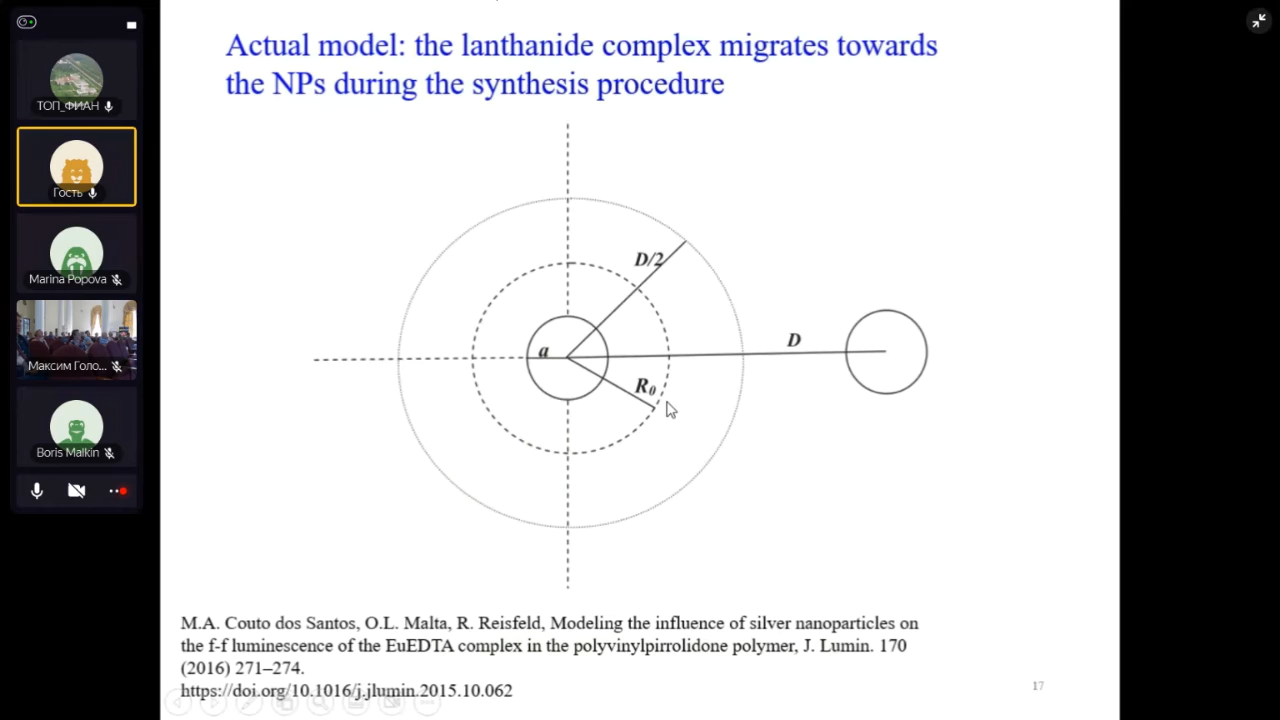 ТОП_ФИАН
Гость
Marina Popova
Максим Голо...
Boris Malkin
Actual model: the lanthanide complex migrates towards
the NPs during the synthesis procedure
D/2
D
a
R₀
M.A. Couto dos Santos, O.L. Malta, R. Reisfeld, Modeling the influence of silver nanoparticles on
the f-f luminescence of the EuEDTA complex in the polyvinylpirrolidone polymer, J. Lumin. 170
(2016) 271–274.
https://doi.org/10.1016/j.jlumin.2015.10.062
17